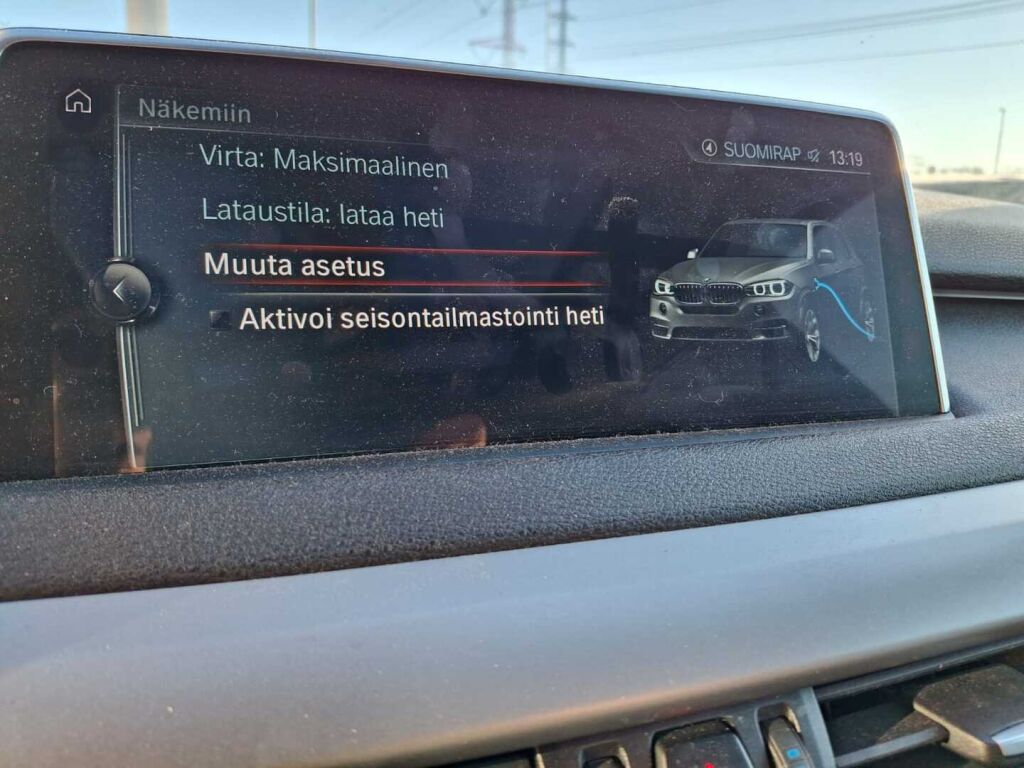 Näkemiin
SUOMIRAP 13:19
Virta: Maksimaalinen
Lataustila: lataa heti
Muuta asetus
Aktivoi seisontailmastointi heti